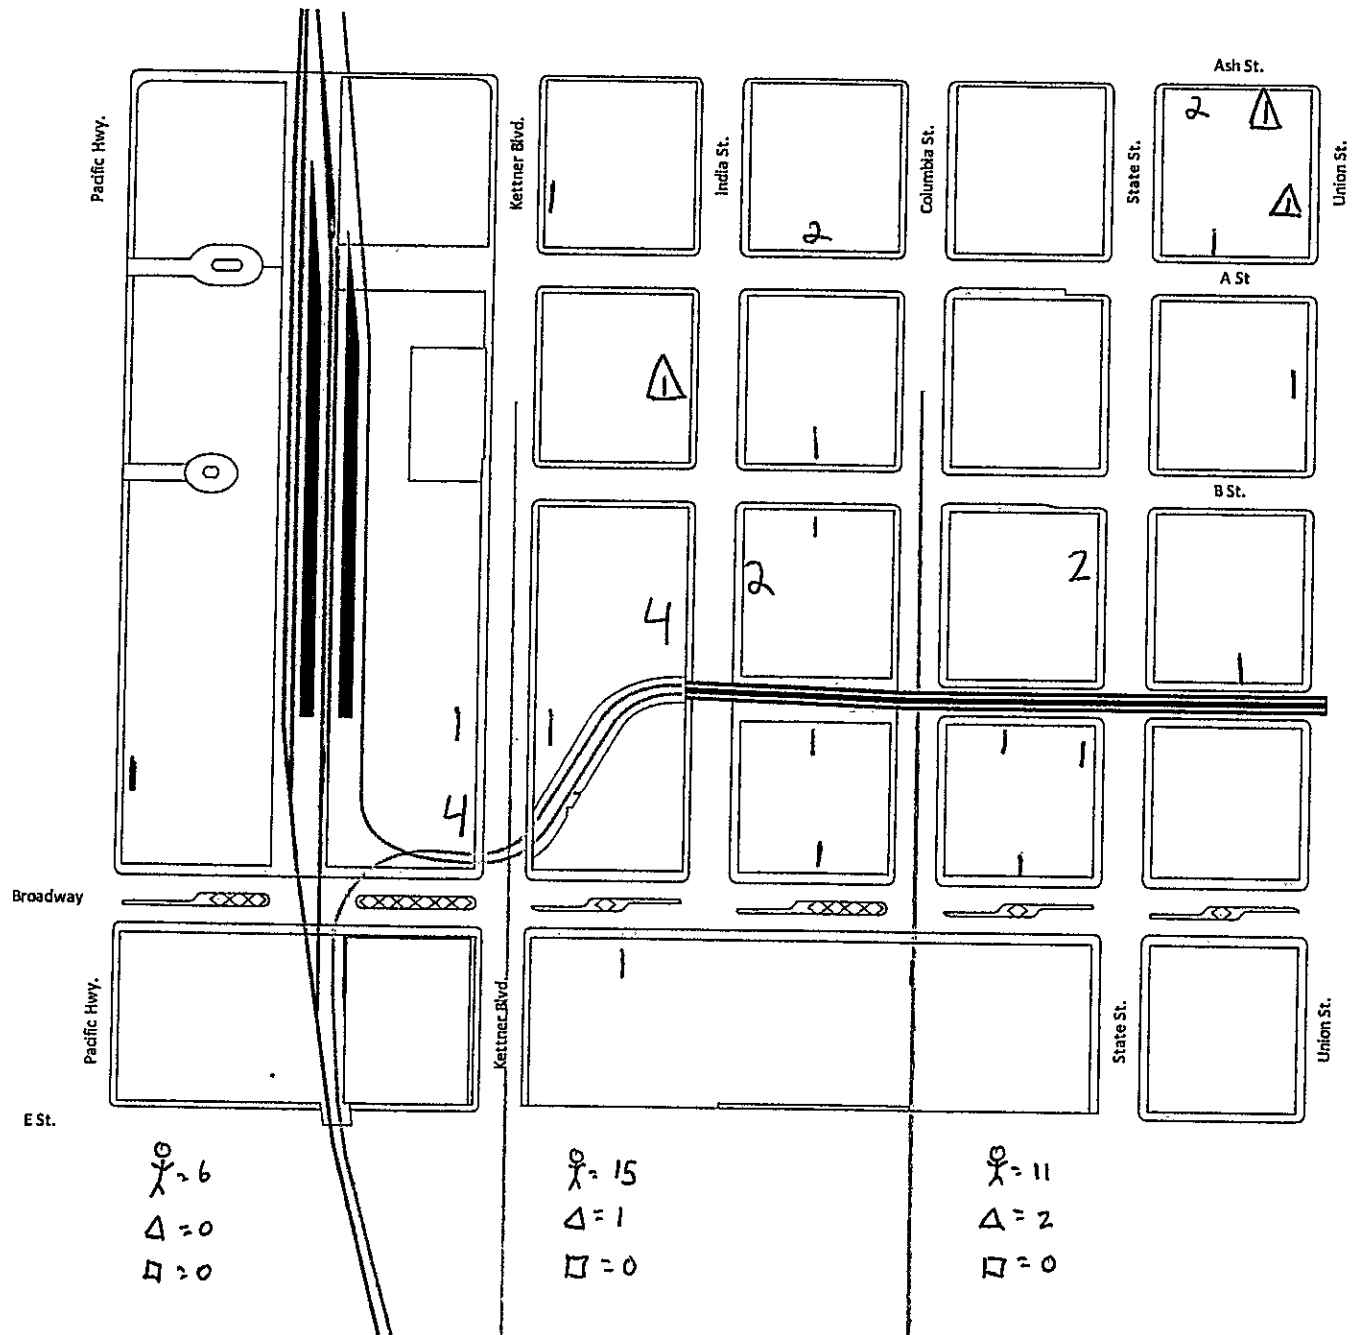 Ash St.
Pacific Hwy.
Kettner Blvd.
India St.
Columbia St.
State St.
Union St.
2
1
1
1
2
1
A St
1
1
1
B St.
1
2
2
4
1
1
1
1
1
1
1
4
1
1
Broadway
1
Pacific Hwy.
Kettner Blvd.
State St.
Union St.
E St.
= 6
= 15
= 11
Δ = 0
Δ = 1
Δ = 2
□ = 0
□ = 0
□ = 0